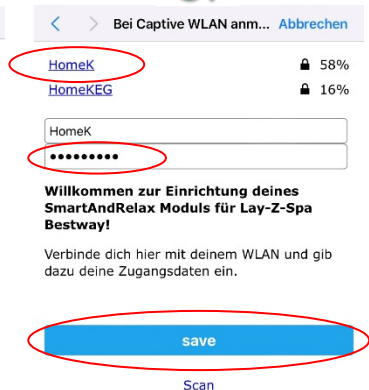 Bei Captive WLAN anm... Abbrechen
HomeK 58%
HomeKEG 16%
HomeK
•••••••••
Willkommen zur Einrichtung deines
SmartAndRelax Moduls für Lay-Z-Spa
Bestway!
Verbinde dich hier mit deinem WLAN und gib
dazu deine Zugangsdaten ein.
save
Scan